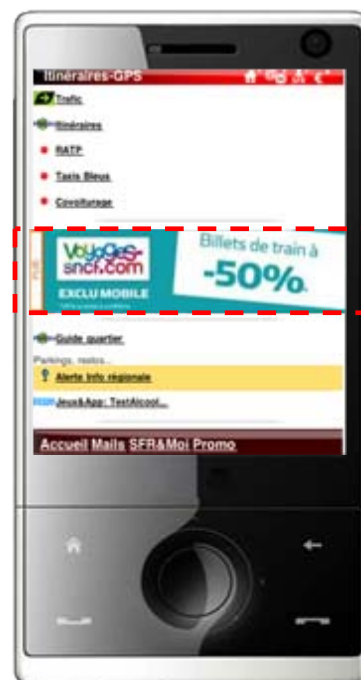 Itinéraires-GPS
Trafic
Itinéraires
RATP
Taxis Bleus
Covoiturage
Voyages-
sncf.com
EXCLU MOBILE
Billets de train à
-50%
Guide quartier
Parkings, restos...
Alerte Info régionale
Jeux&App: TestAlcool...
Accueil Mails SFR&Moi Promo